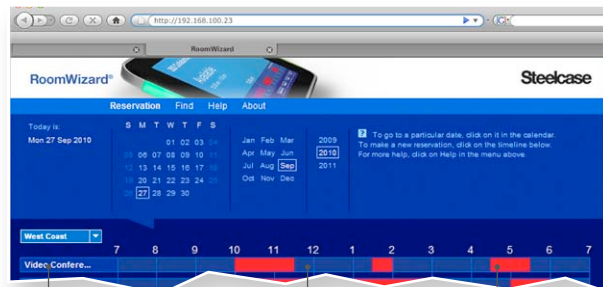 http://192.168.100.23
RoomWizard
RoomWizard®
Steelcase
Reservation Find Help About
Today is:
Mon 27 Sep 2010
S M T W T F S
01 02 03 04
05 06 07 08 09 10 11
12 13 14 15 16 17 18
19 20 21 22 23 24 25
26 27 28 29 30
Jan Feb Mar
Apr May Jun
Jul Aug Sep
Oct Nov Dec
2009
2010
2011
? To go to a particular date, click on it in the calendar.
To make a new reservation, click on the timeline below.
For more help, click on Help in the menu above.
West Coast
7 8 9 10 11 12 1 2 3 4 5 6 7
Video Confere...